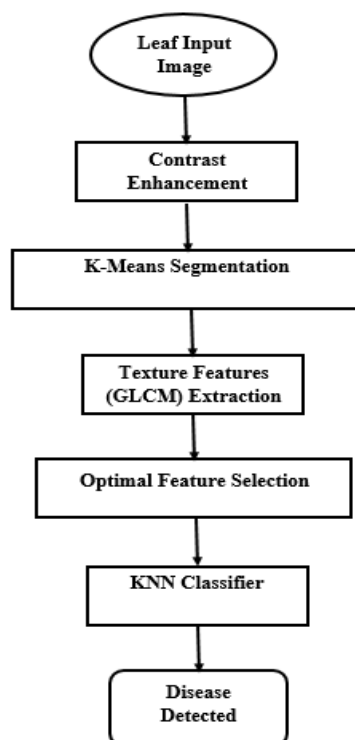 Leaf Input
Image
Contrast
Enhancement
K-Means Segmentation
Texture Features
(GLCM) Extraction
Optimal Feature Selection
KNN Classifier
Disease
Detected